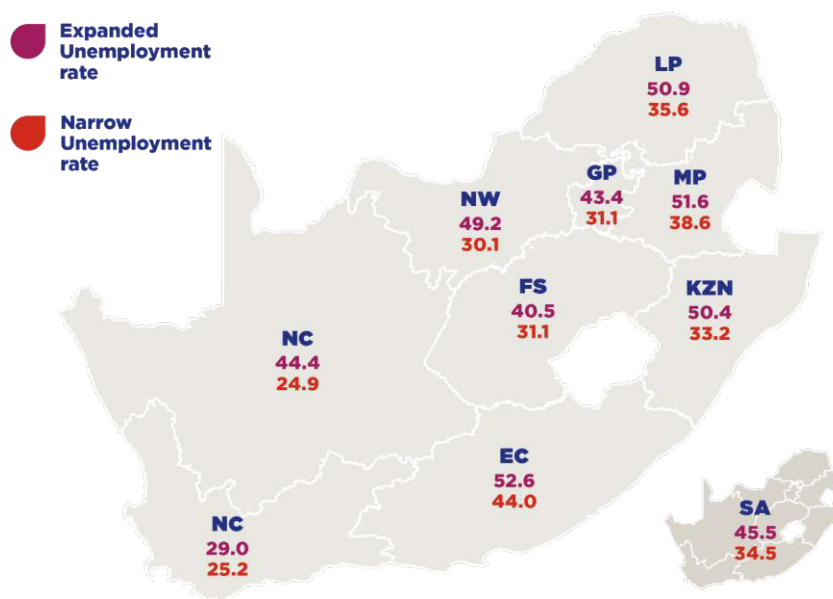 Expanded
Unemployment
rate
Narrow
Unemployment
rate
LP
50.9
35.6
GP
43.4
31.1
MP
51.6
38.6
NW
49.2
30.1
FS
40.5
31.1
KZN
50.4
33.2
NC
44.4
24.9
EC
52.6
44.0
NC
29.0
25.2
SA
45.5
34.5